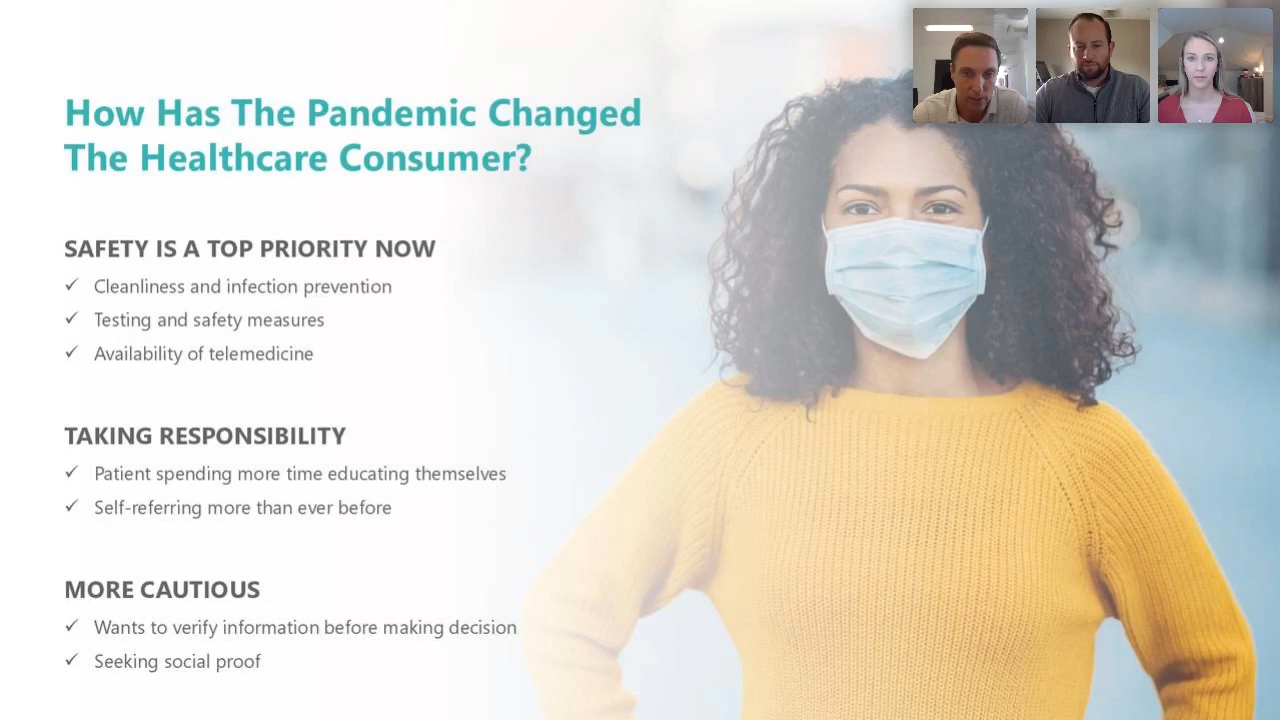 How Has The Pandemic Changed
The Healthcare Consumer?
SAFETY IS A TOP PRIORITY NOW
✓ Cleanliness and infection prevention
✓ Testing and safety measures
✓ Availability of telemedicine
TAKING RESPONSIBILITY
✓ Patient spending more time educating themselves
✓ Self-referring more than ever before
MORE CAUTIOUS
✓ Wants to verify information before making decision
✓ Seeking social proof